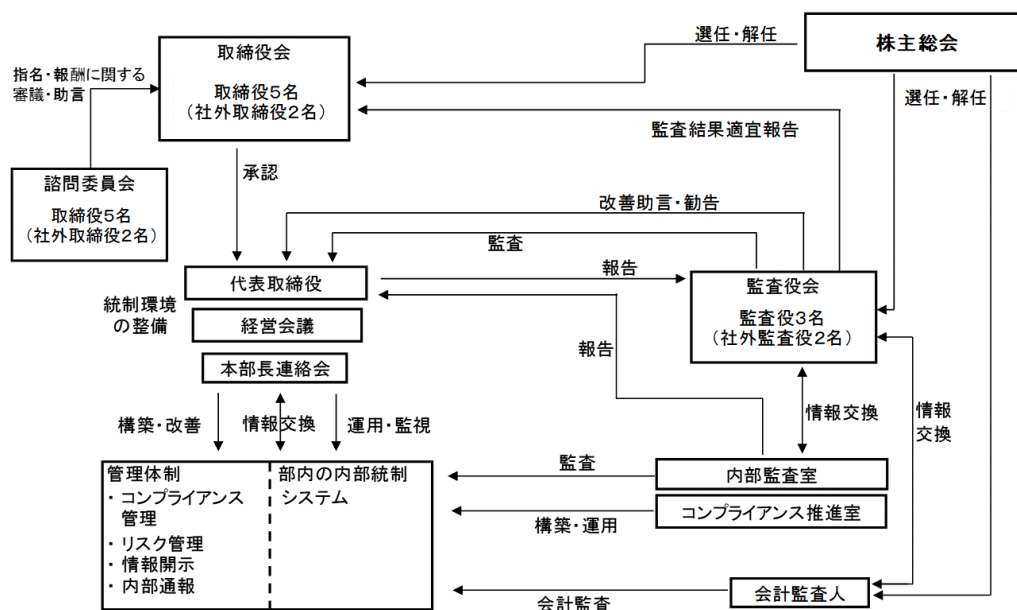 選任・解任
株主総会
取締役会
取締役5名
(社外取締役2名)
指名・報酬に関する
審議・助言
選任・解任
監査結果適宜報告
承認
諮問委員会
取締役5名
(社外取締役2名)
改善助言・勧告
監査
報告
代表取締役
監査役会
監査役3名
(社外監査役2名)
統制環境
の整備
経営会議
報告
本部長連絡会
構築・改善
情報交換
運用・監視
情報交換
情報
交換
管理体制
・コンプライアンス
管理
・リスク管理
・情報開示
・内部通報
部内の内部統制
システム
監査
内部監査室
コンプライアンス推進室
構築・運用
会計監査人
会計監査